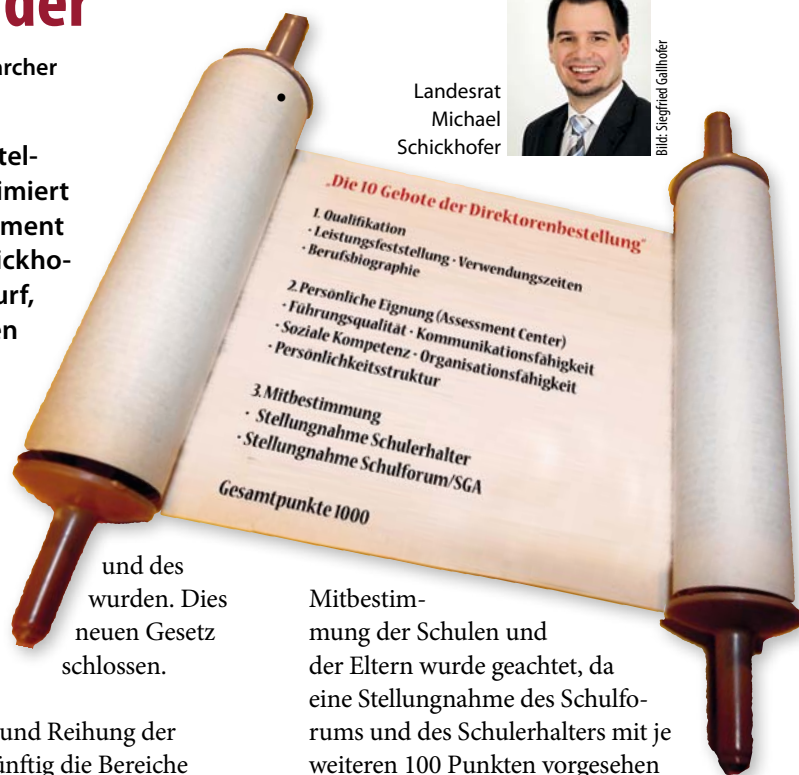 der
archer
Landesrat
Michael
Schickhofer
Bild: Siegfried Gallhofer
„Die 10 Gebote der Direktorenbestellung“
1. Qualifikation
· Leistungsfeststellung · Verwendungszeiten
· Berufsbiographie
2. Persönliche Eignung (Assessment Center)
· Führungsqualität · Kommunikationsfähigkeit
· Soziale Kompetenz · Organisationsfähigkeit
· Persönlichkeitsstruktur
3. Mitbestimmung
· Stellungnahme Schulerhalter
· Stellungnahme Schulforum/SGA
Gesamtpunkte 1000
tel-
imiert
ment
ickho-
urf,
en
und des
wurden. Dies
neuen Gesetz
schlossen.
und Reihung der
ünftig die Bereiche
Mitbestim-
mung der Schulen und
der Eltern wurde geachtet, da
eine Stellungnahme des Schulfo-
rums und des Schulerhalters mit je
weiteren 100 Punkten vorgesehen